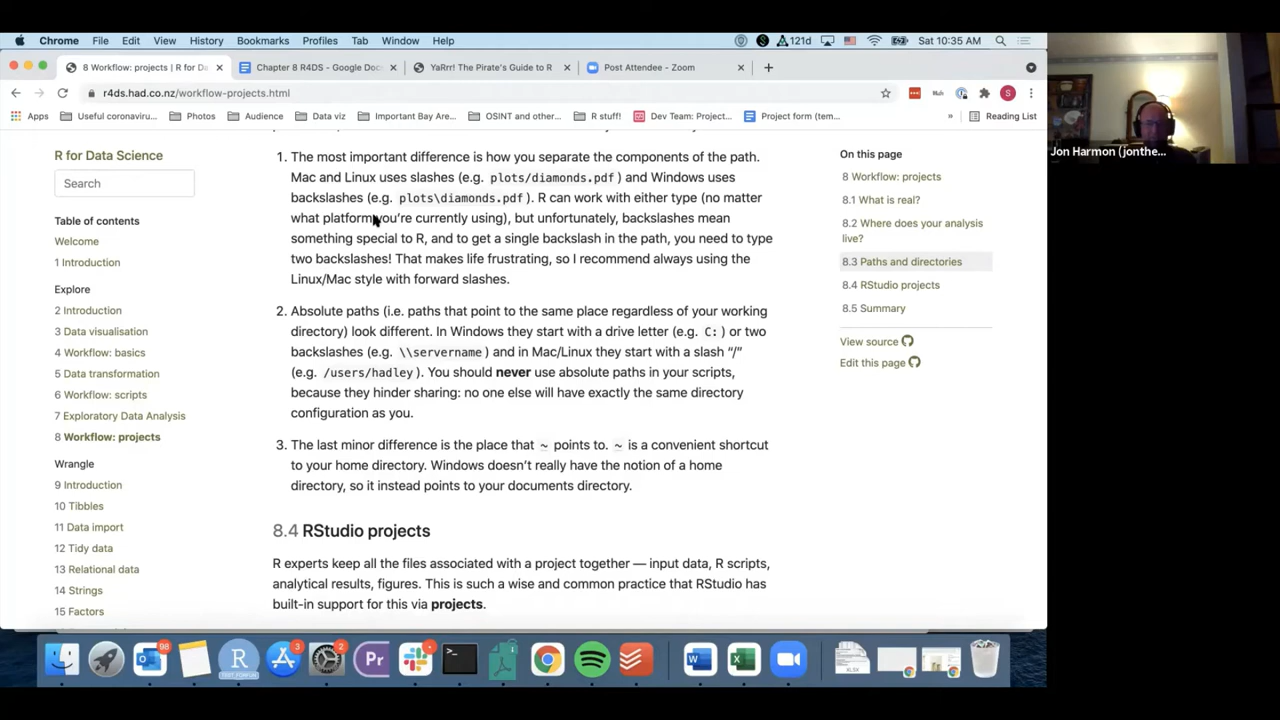 Chrome File Edit View History Bookmarks Profiles Tab Window Help
121d Sat 10:35 AM
8 Workflow: projects | R for Da
Chapter 8 R4DS - Google Doc
YaRrr! The Pirate's Guide to R
Post Attendee - Zoom
r4ds.had.co.nz/workflow-projects.html
Apps Useful coronaviru... Photos Audience Data viz Important Bay Are... OSINT and other... R stuff! Dev Team: Project... Project form (tem... » Reading List
Jon Harmon (jonthe...
R for Data Science
Search
Table of contents
Welcome
1 Introduction
Explore
2 Introduction
3 Data visualisation
4 Workflow: basics
5 Data transformation
6 Workflow: scripts
7 Exploratory Data Analysis
8 Workflow: projects
Wrangle
9 Introduction
10 Tibbles
11 Data import
12 Tidy data
13 Relational data
14 Strings
15 Factors
1. The most important difference is how you separate the components of the path.
Mac and Linux uses slashes (e.g. plots/diamonds.pdf) and Windows uses
backslashes (e.g. plots\diamonds.pdf). R can work with either type (no matter
what platform you're currently using), but unfortunately, backslashes mean
something special to R, and to get a single backslash in the path, you need to type
two backslashes! That makes life frustrating, so I recommend always using the
Linux/Mac style with forward slashes.
2. Absolute paths (i.e. paths that point to the same place regardless of your working
directory) look different. In Windows they start with a drive letter (e.g. C:) or two
backslashes (e.g. \\servername) and in Mac/Linux they start with a slash “/”
(e.g. /users/hadley). You should never use absolute paths in your scripts,
because they hinder sharing: no one else will have exactly the same directory
configuration as you.
3. The last minor difference is the place that ~ points to. ~ is a convenient shortcut
to your home directory. Windows doesn’t really have the notion of a home
directory, so it instead points to your documents directory.
8.4 RStudio projects
R experts keep all the files associated with a project together — input data, R scripts,
analytical results, figures. This is such a wise and common practice that RStudio has
built-in support for this via projects.
On this page
8 Workflow: projects
8.1 What is real?
8.2 Where does your analysis
live?
8.3 Paths and directories
8.4 RStudio projects
8.5 Summary
View source
Edit this page
98
R
3
2
Pr
W
X
XLSX